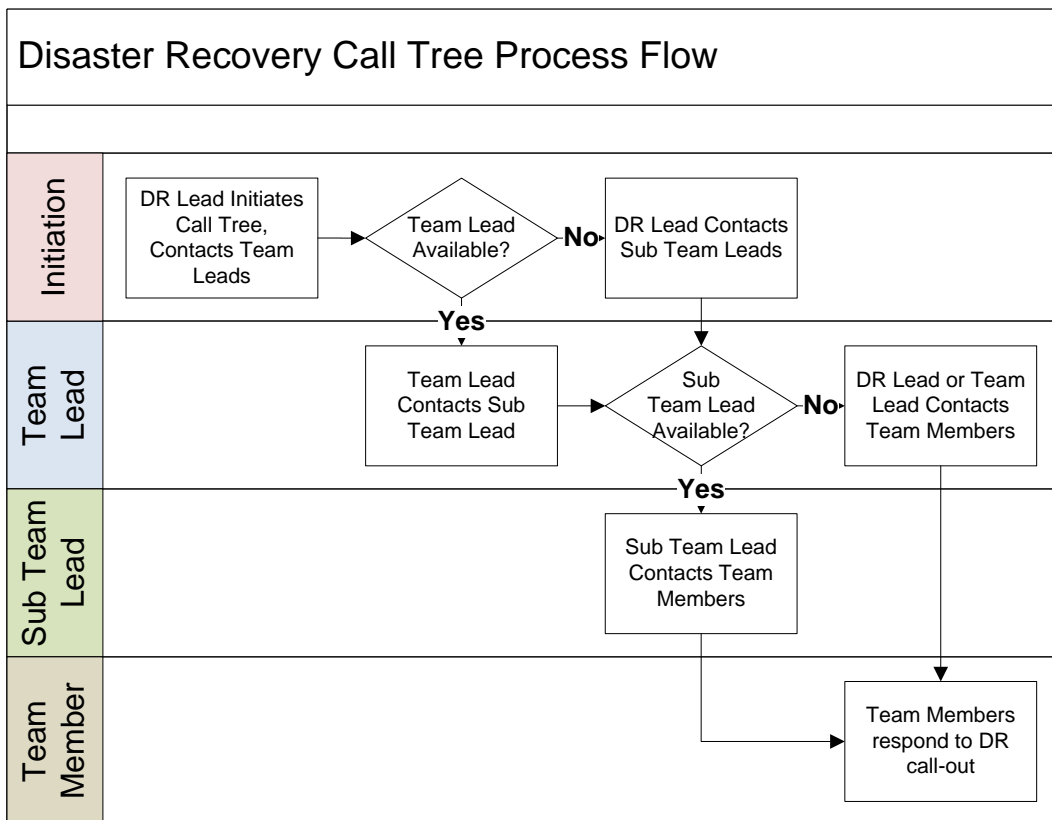 Disaster Recovery Call Tree Process Flow
Initiation
DR Lead Initiates
Call Tree,
Contacts Team
Leads
Team Lead
Available?
No
DR Lead Contacts
Sub Team Leads
Yes
Team
Lead
Team Lead
Contacts Sub
Team Lead
Sub
Team Lead
Available?
No
DR Lead or Team
Lead Contacts
Team Members
Yes
Sub Team
Lead
Sub Team Lead
Contacts Team
Members
Team
Member
Team Members
respond to DR
call-out